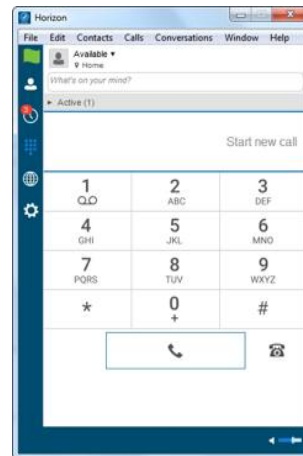 Horizon
File Edit Contacts Calls Conversations Window Help
Available ▾
Home
What's on your mind?
▸ Active (1)
3
Start new call
1 2 3
ABC DEF
4 5 6
GHI JKL MNO
7 8 9
PQRS TUV WXYZ
* 0 #
+